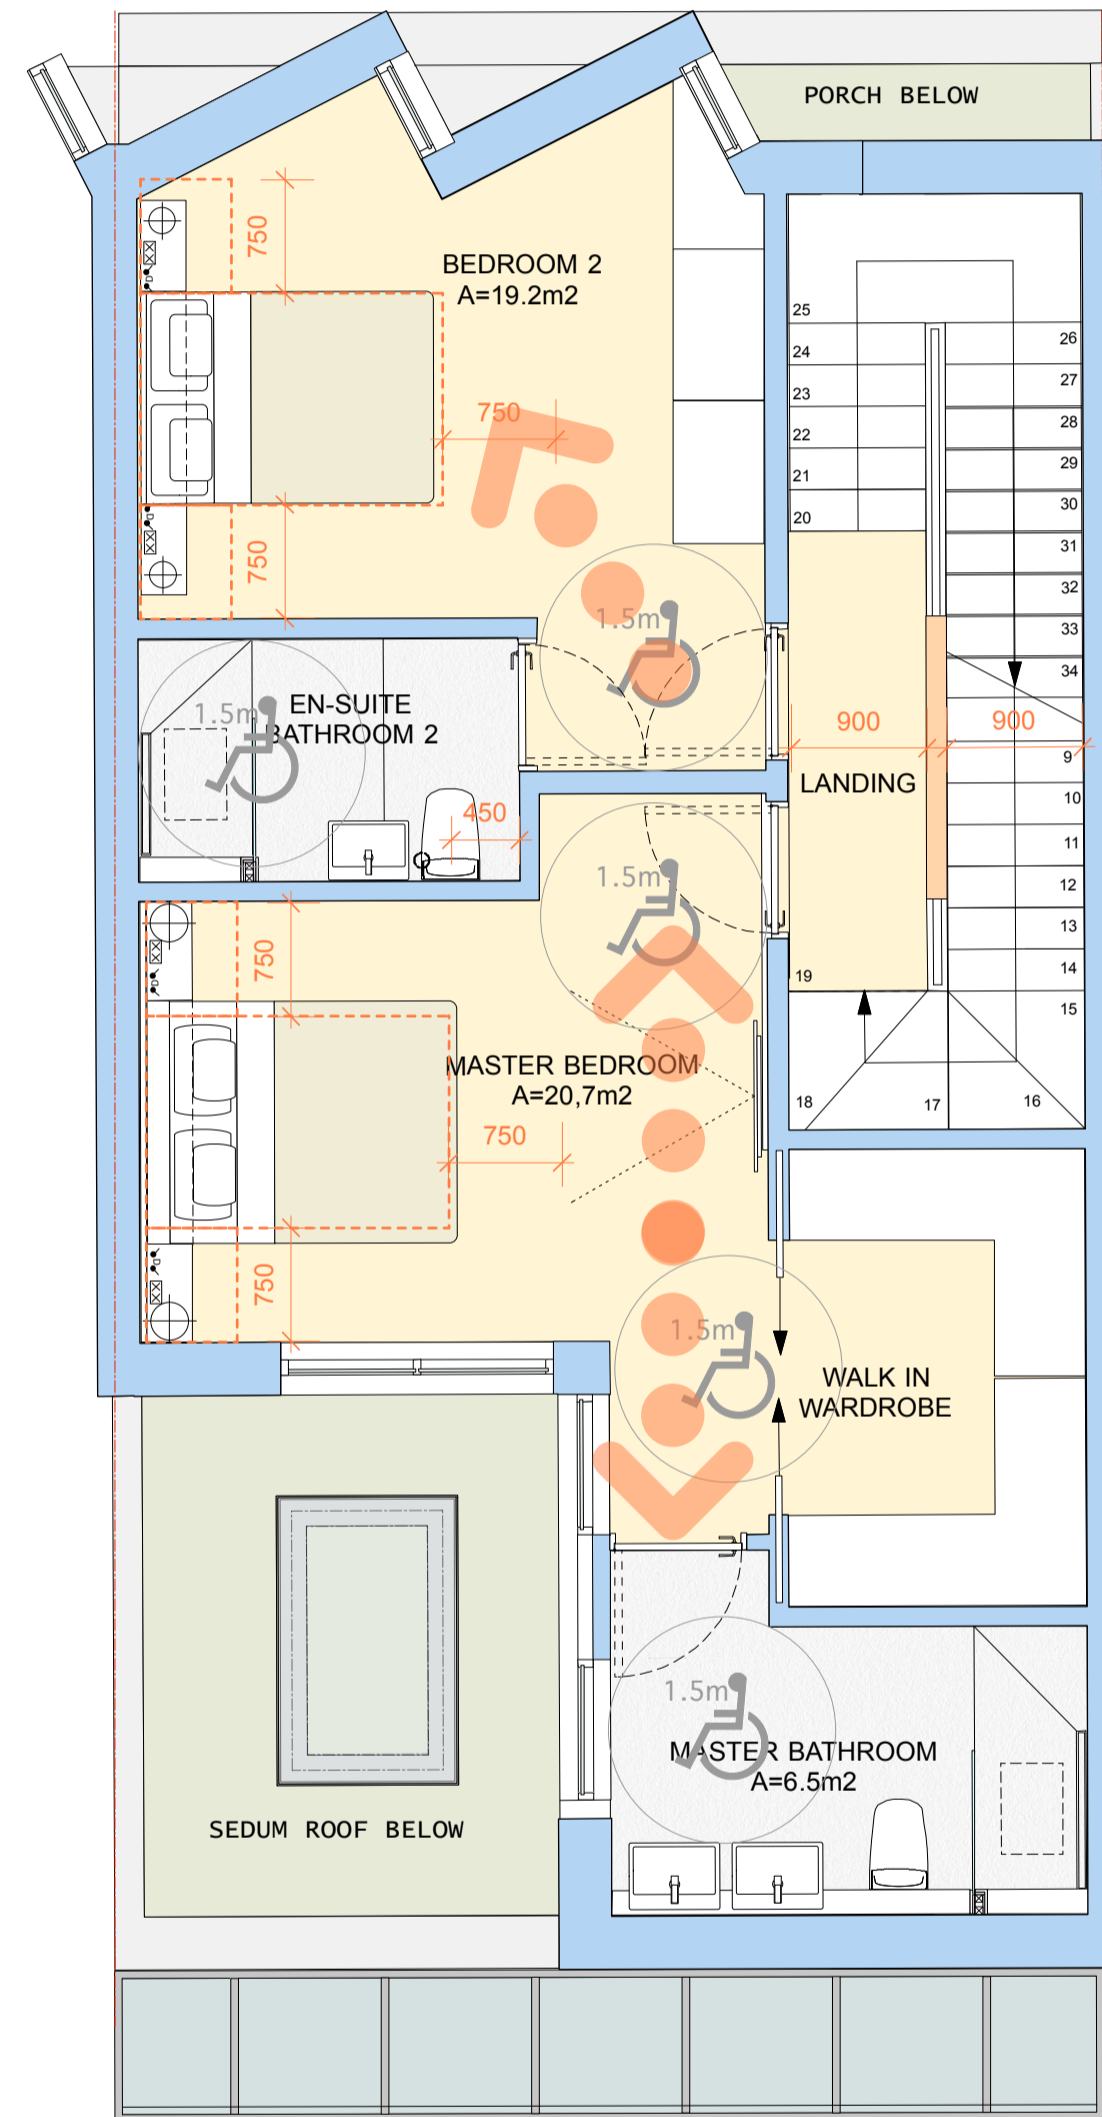 PORCH BELOW
BEDROOM 2
A=19.2m2
750
750
750
25
24
23
22
21
20
26
27
28
29
30
31
32
33
34
1.5m
EN-SUITE
BATHROOM 2
1.5m
450
900
900
LANDING
9
10
11
12
13
14
15
19
18
17
16
1.5m
750
MASTER BEDROOM
A=20,7m2
750
750
1.5m
WALK IN
WARDROBE
1.5m
MASTER BATHROOM
A=6.5m2
SEDUM ROOF BELOW